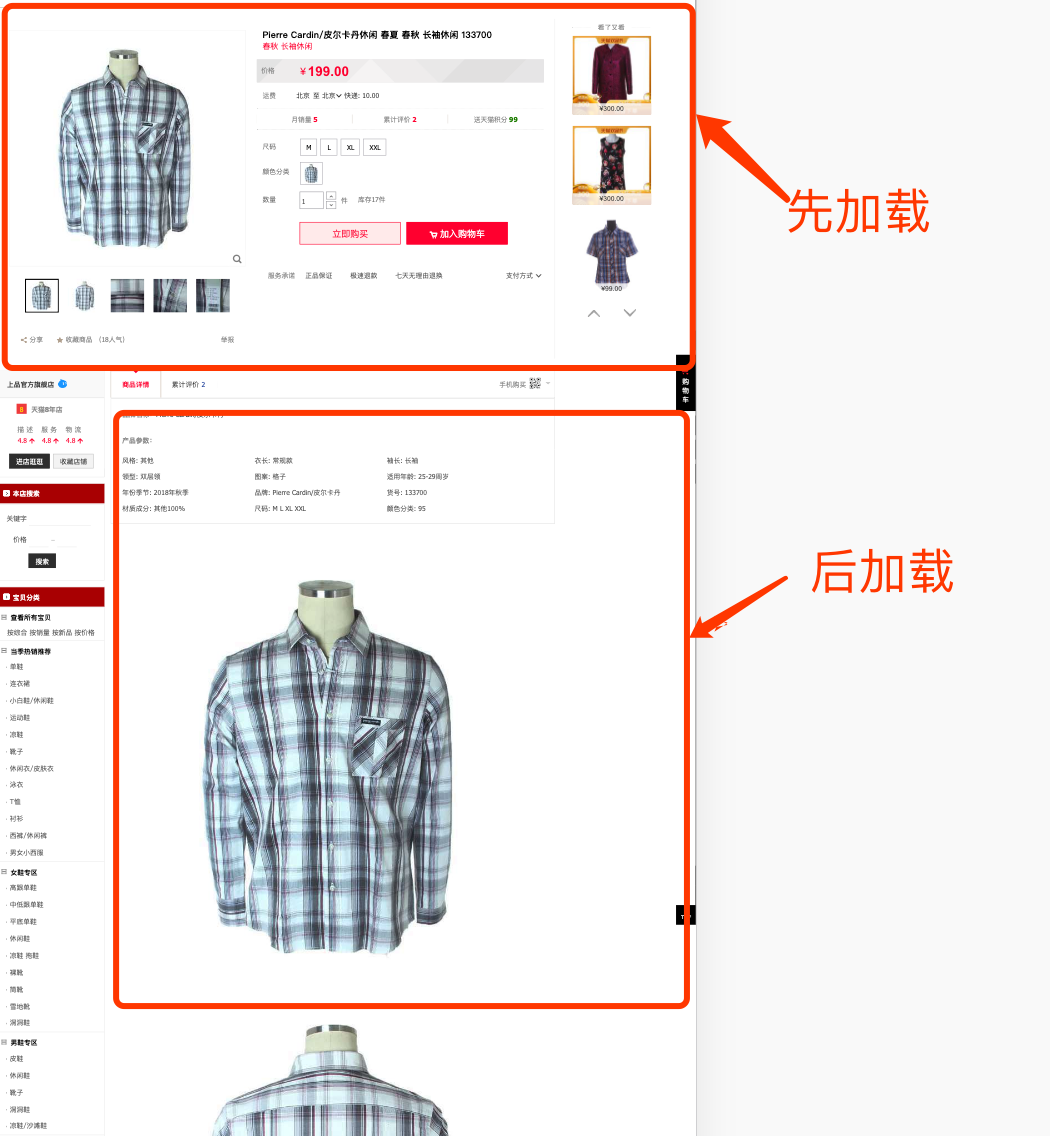 Pierre Cardin/皮尔卡丹休闲 春夏 春秋 长袖休闲 133700
春秋 长袖休闲
价格 ¥199.00
运费 北京 至 北京 快递: 10.00
月销量 5 累计评价 2 送天猫积分 99
尺码 M L XL XXL
颜色分类
数量 1 件 库存17件
立即购买 加入购物车
服务承诺 正品保证 极速退款 七天无理由退换 支付方式
分享 收藏商品 (18人气) 举报
看了又看
¥300.00
¥300.00
¥99.00
先加载
购物车
上品官方旗舰店
8 天猫8年店
描述 服务 物流
4.8 4.8 4.8
进店逛逛 收藏店铺
本店搜索
关键字
价格 –
搜索
宝贝分类
查看所有宝贝
按综合 按销量 按新品 按价格
当季热销推荐
单鞋
连衣裙
小白鞋/休闲鞋
运动鞋
凉鞋
靴子
休闲衣/皮肤衣
泳衣
T恤
衬衫
西裤/休闲裤
男女小西服
女鞋专区
高跟单鞋
中低跟单鞋
平底单鞋
休闲鞋
凉鞋 拖鞋
裸靴
筒靴
雪地靴
洞洞鞋
男鞋专区
皮鞋
休闲鞋
靴子
洞洞鞋
凉鞋/沙滩鞋
商品详情 累计评价 2 手机购买
产品参数:
风格: 其他 衣长: 常规款 袖长: 长袖
领型: 双层领 图案: 格子 适用年龄: 25-29周岁
年份季节: 2018年秋季 品牌: Pierre Cardin/皮尔卡丹 货号: 133700
材质成分: 其他100% 尺码: M L XL XXL 颜色分类: 95
后加载